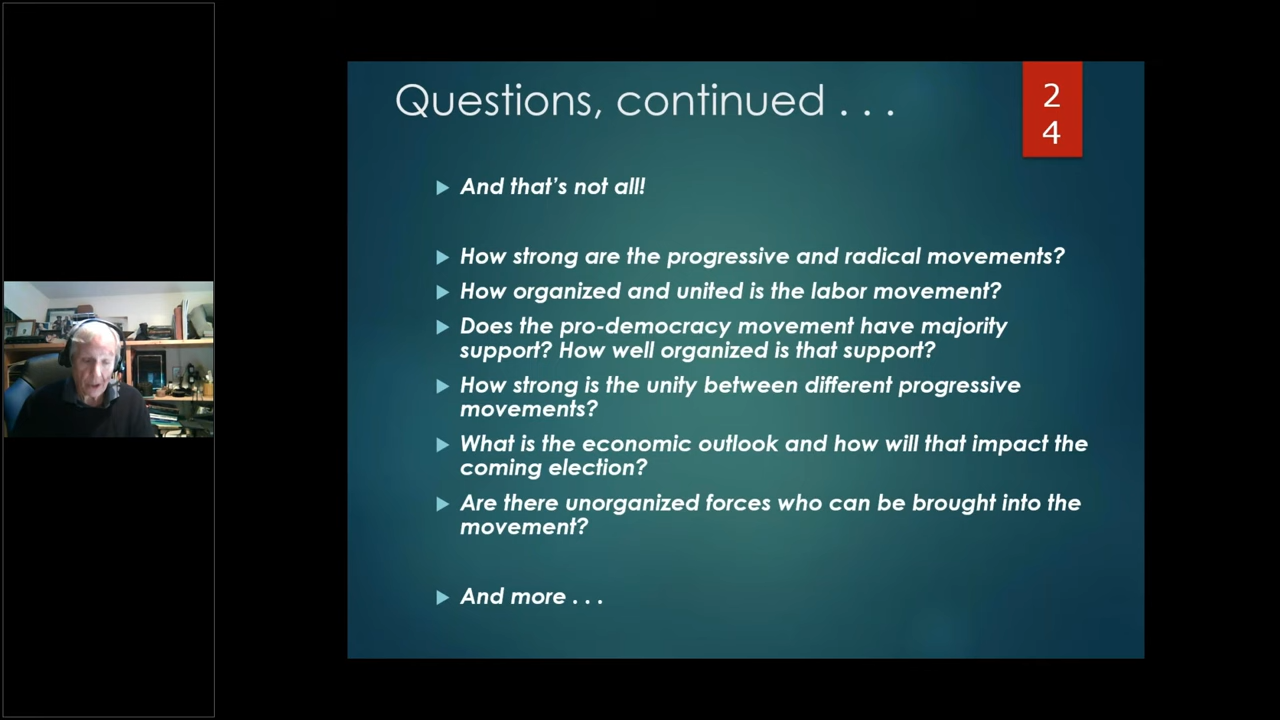 Questions, continued . . .
2
4
And that's not all!
How strong are the progressive and radical movements?
How organized and united is the labor movement?
Does the pro-democracy movement have majority
support? How well organized is that support?
How strong is the unity between different progressive
movements?
What is the economic outlook and how will that impact the
coming election?
Are there unorganized forces who can be brought into the
movement?
And more . . .